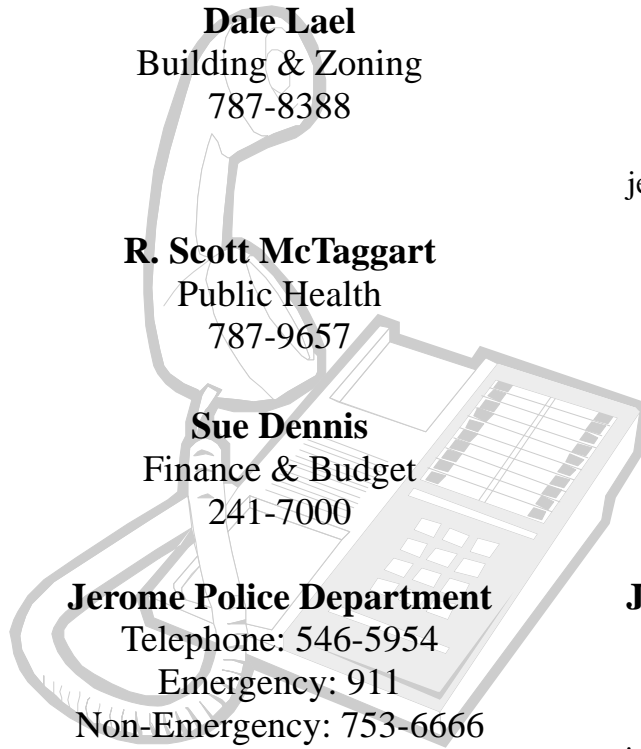 Dale Lael
Building & Zoning
787-8388
R. Scott McTaggart
Public Health
787-9657
Sue Dennis
Finance & Budget
241-7000
Jerome Police Department
Telephone: 546-5954
Emergency: 911
Non-Emergency: 753-6666
je
J